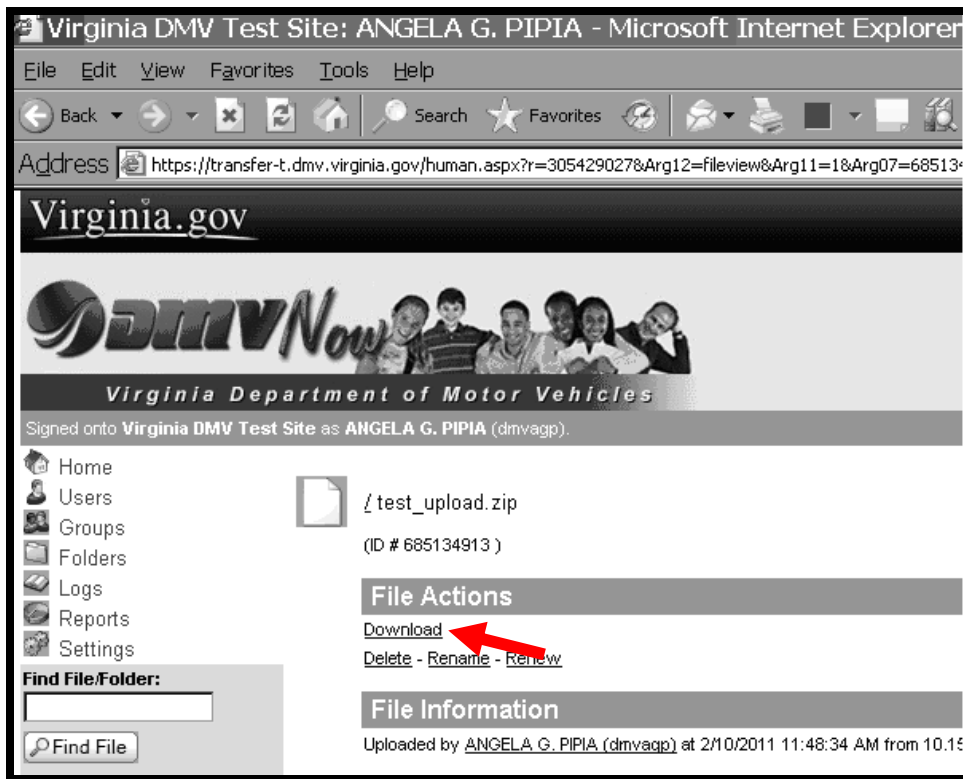 Virginia DMV Test Site: ANGELA G. PIPIA - Microsoft Internet Explorer
File Edit View Favorites Tools Help
Back Search Favorites
Address https://transfer-t.dmv.virginia.gov/human.aspx?r=305429027&Arg12=fileview&Arg11=1&Arg07=685134
Virginia.gov
DMV Now
Virginia Department of Motor Vehicles
Signed onto Virginia DMV Test Site as ANGELA G. PIPIA (dmvagp).
Home
Users
Groups
Folders
Logs
Reports
Settings
Find File/Folder:
Find File
/ test_upload.zip
(ID # 685134913 )
File Actions
Download
Delete - Rename - Renew
File Information
Uploaded by ANGELA G. PIPIA (dmvagp) at 2/10/2011 11:48:34 AM from 10.15